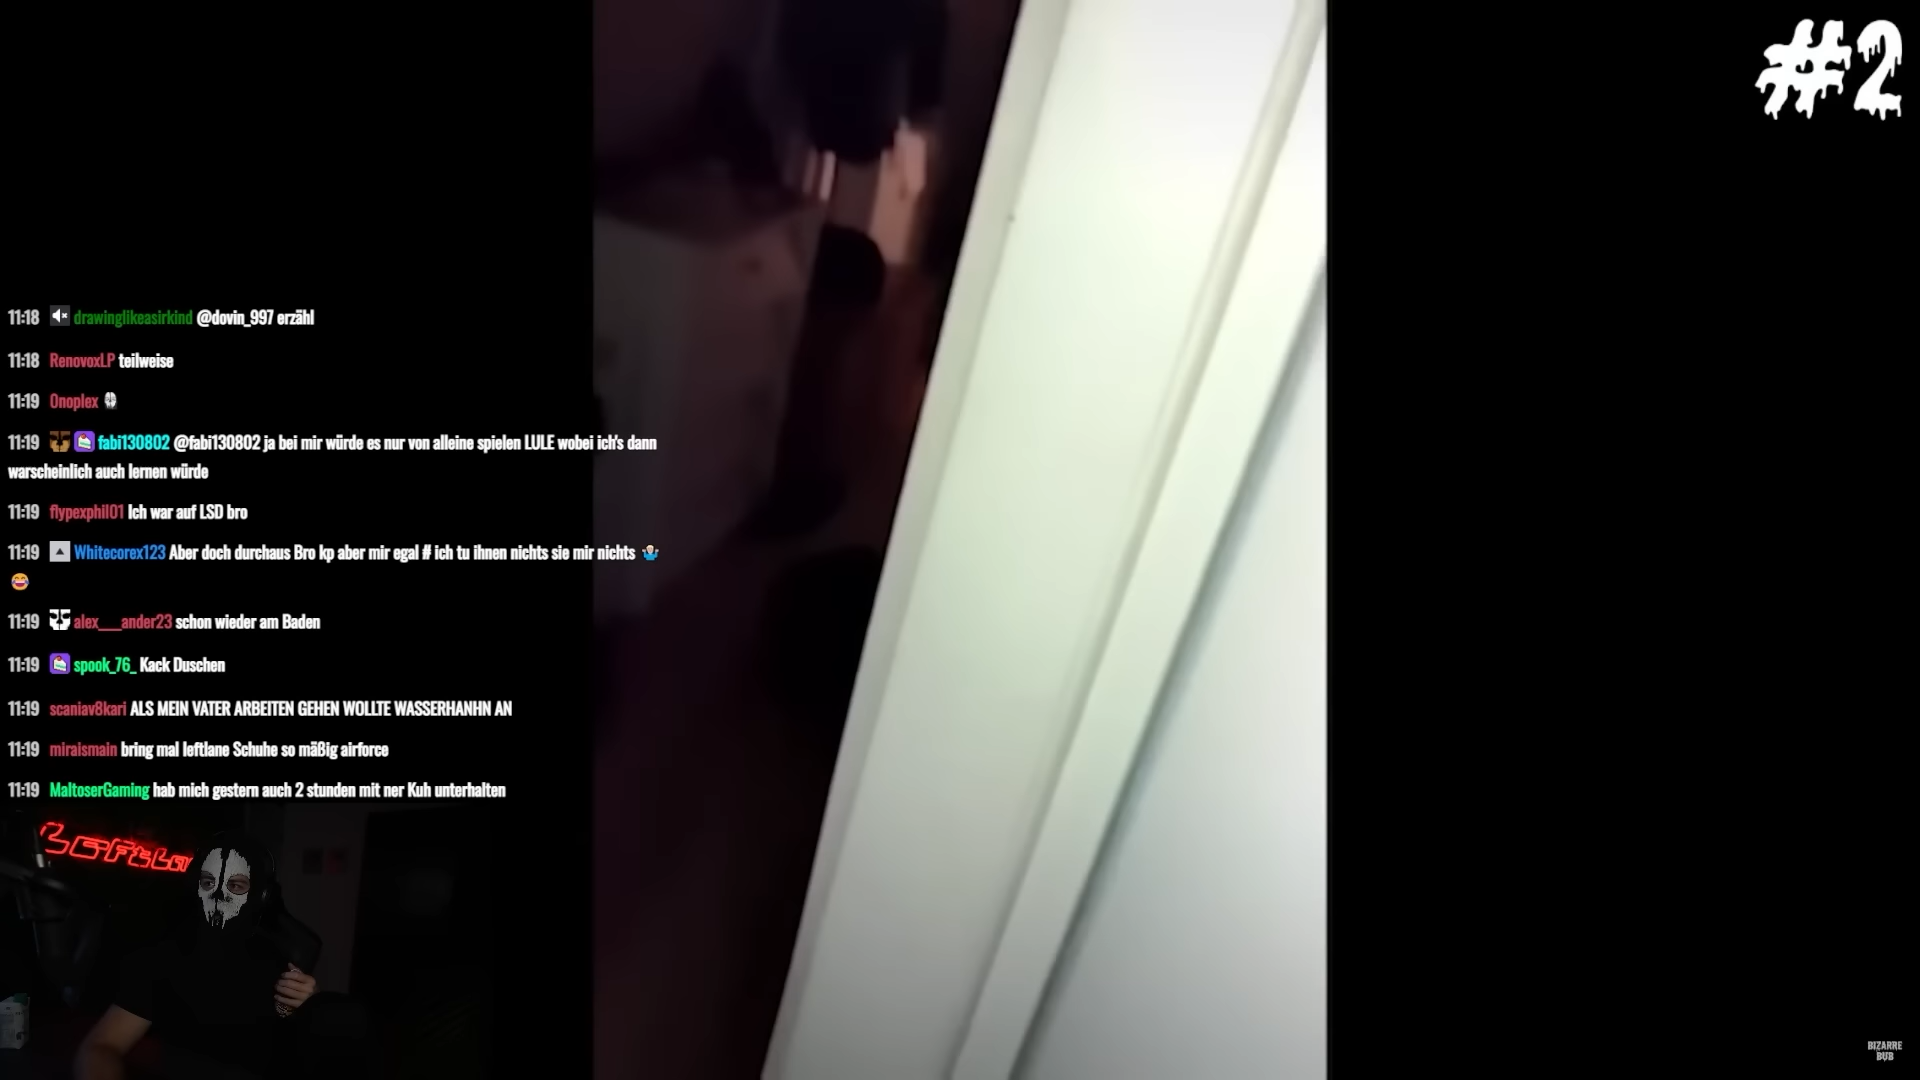 #2
11:18 drawinglikeasirkind @dovin_997 erzähl
11:18 RenovoxLP teilweise
11:19 Onoplex
11:19 fabi130802 @fabi130802 ja bei mir würde es nur von alleine spielen LULE wobei ich's dann
warscheinlich auch lernen würde
11:19 flypexphil01 Ich war auf LSD bro
11:19 Whitecorex123 Aber doch durchaus Bro kp aber mir egal # ich tu ihnen nichts sie mir nichts 🤷🏻‍♂️
😂
11:19 alex___ander23 schon wieder am Baden
11:19 spook_76_ Kack Duschen
11:19 scaniav8kari ALS MEIN VATER ARBEITEN GEHEN WOLLTE WASSERHANHN AN
11:19 miraismain bring mal leftlane Schuhe so mäßig airforce
11:19 MaltoserGaming hab mich gestern auch 2 stunden mit ner Kuh unterhalten
BIZARRE
BUB